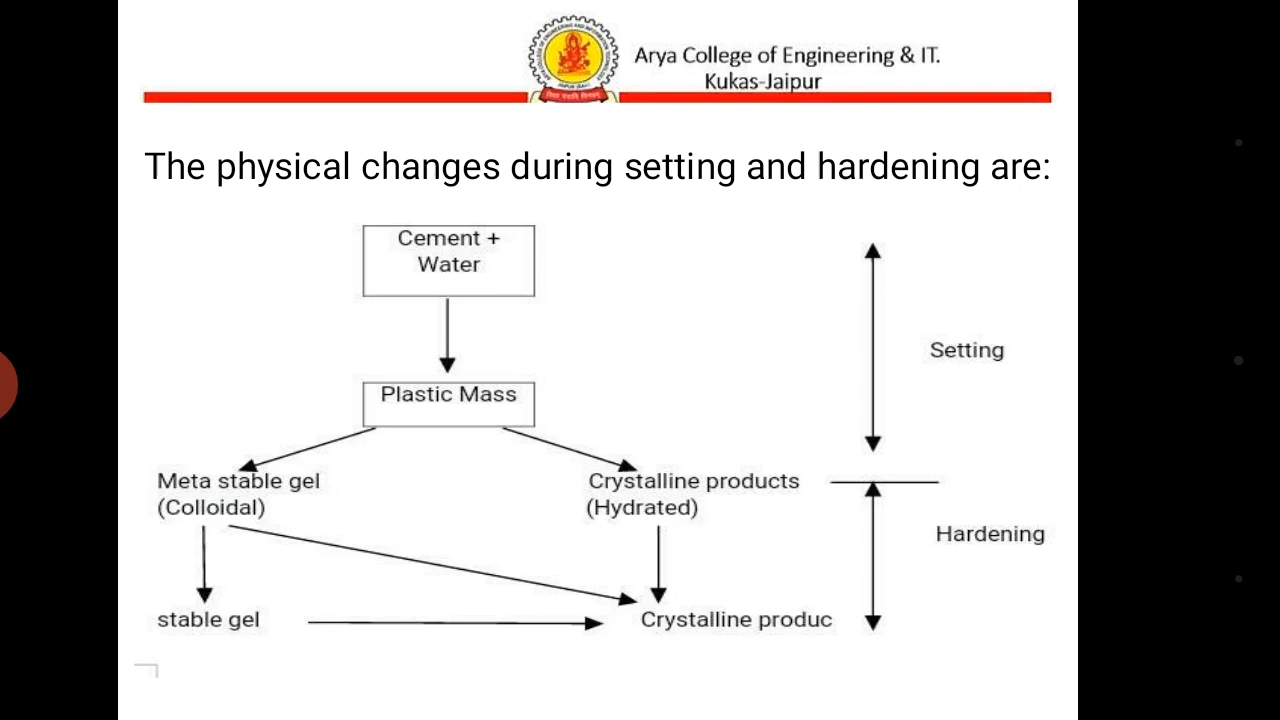 Arya College of Engineering & IT.
Kukas-Jaipur
The physical changes during setting and hardening are:
Cement +
Water
Setting
Plastic Mass
Meta stable gel
(Colloidal)
Crystalline products
(Hydrated)
Hardening
stable gel
Crystalline produc